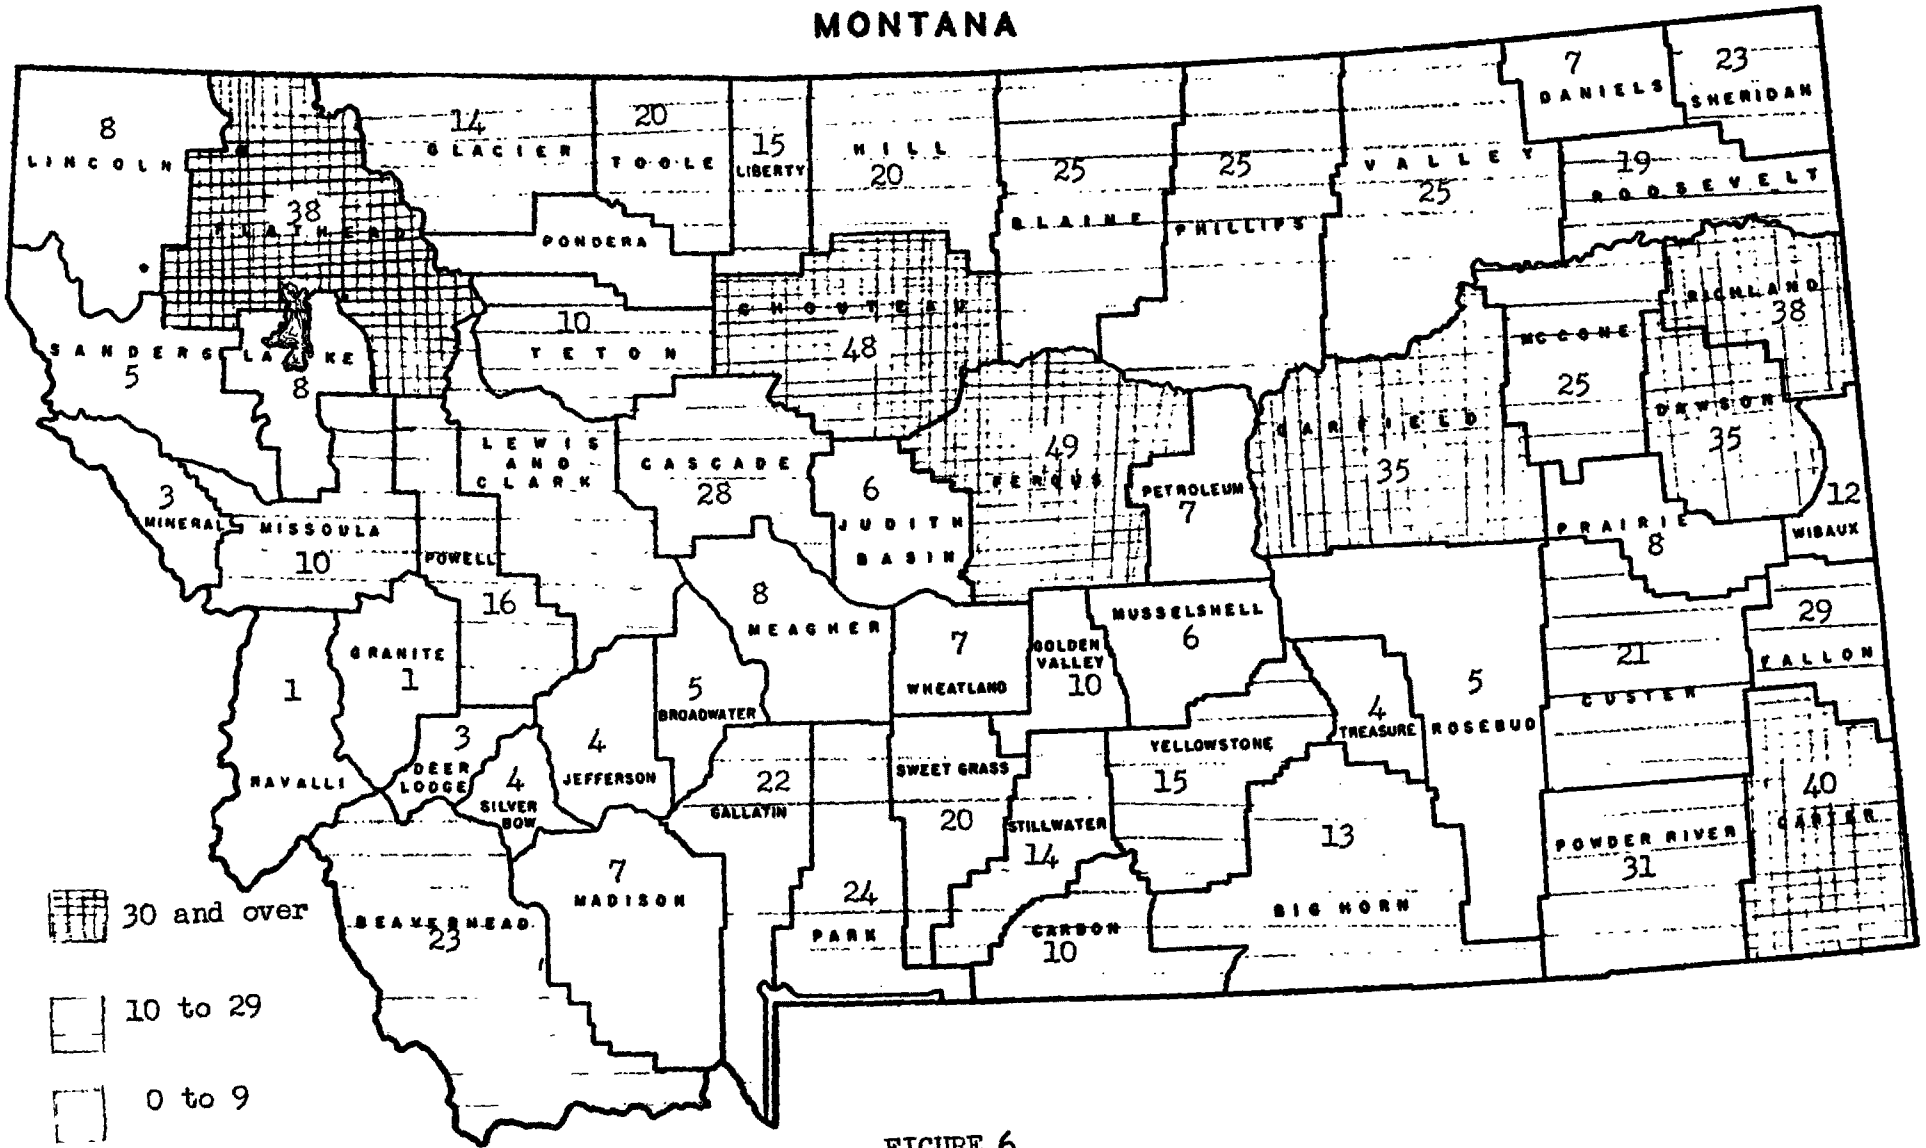 MONTANA
8
LINCOLN
38
FLATHEAD
14
GLACIER
20
TOOLE
15
LIBERTY
HILL
20
25
BLAINE
25
PHILLIPS
VALLEY
25
7
DANIELS
23
SHERIDAN
19
ROOSEVELT
PONDERA
SANDERS
5
LAKE
8
10
TETON
CHOUTEAU
48
RICHLAND
38
MCCONE
25
DAWSON
35
GARFIELD
35
49
FERGUS
PETROLEUM
7
LEWIS
AND
CLARK
CASCADE
28
6
JUDITH
BASIN
3
MINERAL
MISSOULA
10
POWELL
16
12
WIBAUX
PRAIRIE
8
8
MEAGHER
7
WHEATLAND
GOLDEN
VALLEY
10
MUSSELSHELL
6
GRANITE
1
1
RAVALLI
5
BROADWATER
3
DEER
LODGE
4
SILVER
BOW
4
JEFFERSON
4
TREASURE
5
ROSEBUD
21
CUSTER
29
FALLON
22
GALLATIN
SWEET GRASS
20
YELLOWSTONE
15
STILLWATER
14
13
BIG HORN
POWDER RIVER
31
40
CARTER
7
MADISON
BEAVERHEAD
23
24
PARK
CARBON
10
30 and over
10 to 29
0 to 9
FIGURE 6